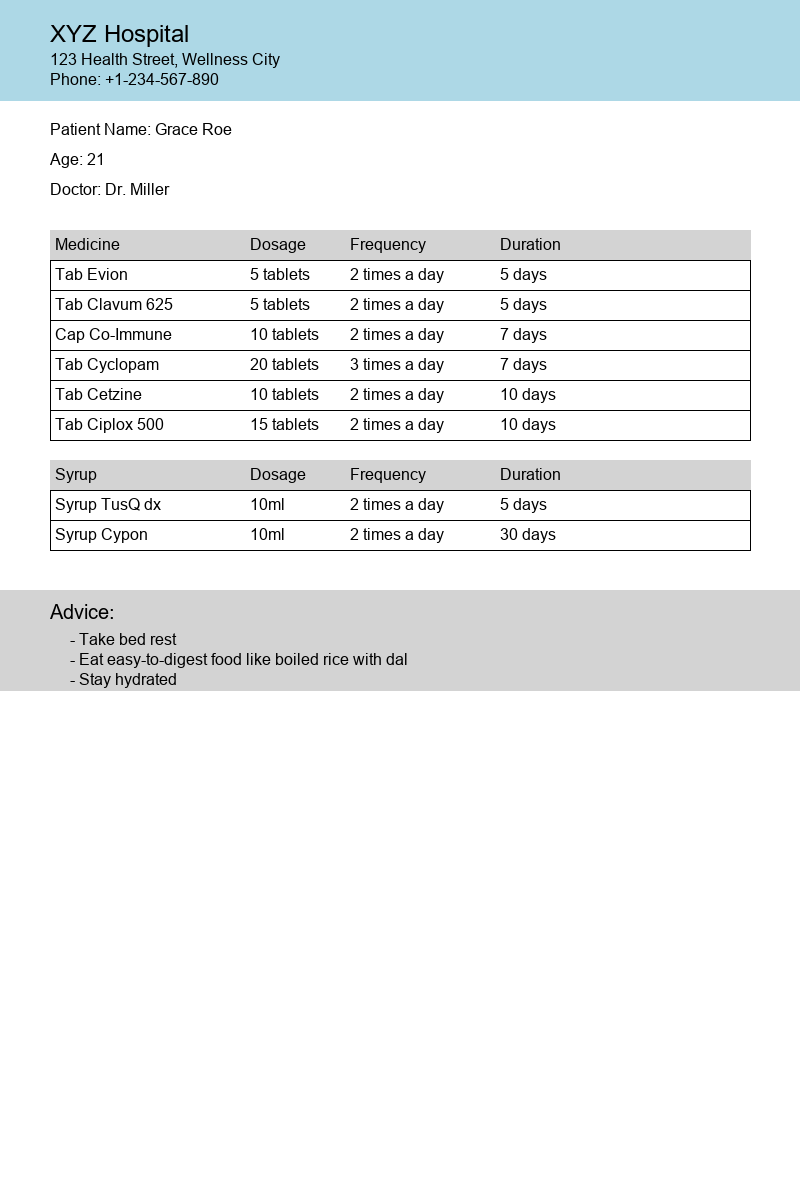 XYZ Hospital
123 Health Street, Wellness City
Phone: +1-234-567-890
Patient Name: Grace Roe
Age: 21
Doctor: Dr. Miller
Medicine Dosage Frequency Duration
Tab Evion 5 tablets 2 times a day 5 days
Tab Clavum 625 5 tablets 2 times a day 5 days
Cap Co-Immune 10 tablets 2 times a day 7 days
Tab Cyclopam 20 tablets 3 times a day 7 days
Tab Cetzine 10 tablets 2 times a day 10 days
Tab Ciplox 500 15 tablets 2 times a day 10 days
Syrup Dosage Frequency Duration
Syrup TusQ dx 10ml 2 times a day 5 days
Syrup Cypon 10ml 2 times a day 30 days
Advice:
- Take bed rest
- Eat easy-to-digest food like boiled rice with dal
- Stay hydrated